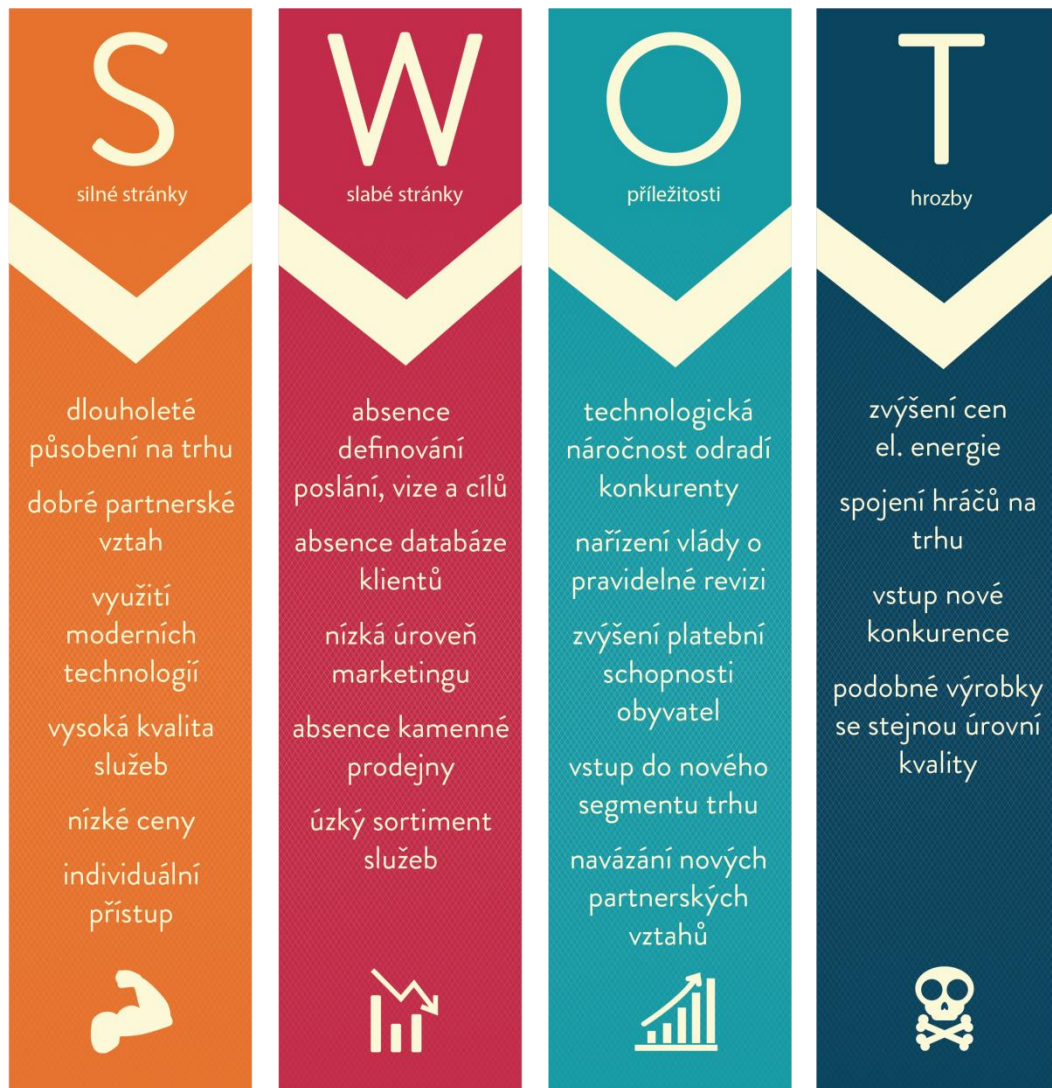 S
silné stránky
dlouholeté
působení na trhu
dobré partnerské
vztah
využití
moderních
technologií
vysoká kvalita
služeb
nízké ceny
individuální
přístup
W
slabé stránky
absence
definování
poslání, vize a cílů
absence databáze
klientů
nízká úroveň
marketingu
absence kamenné
prodejny
úzký sortiment
služeb
O
příležitosti
technologická
náročnost odradí
konkurenty
nařízení vlády o
pravidelné revizi
zvýšení platební
schopnosti
obyvatel
vstup do nového
segmentu trhu
navázání nových
partnerských
vztahů
T
hrozby
zvýšení cen
el. energie
spojení hráčů na
trhu
vstup nové
konkurence
podobné výrobky
se stejnou úrovní
kvality